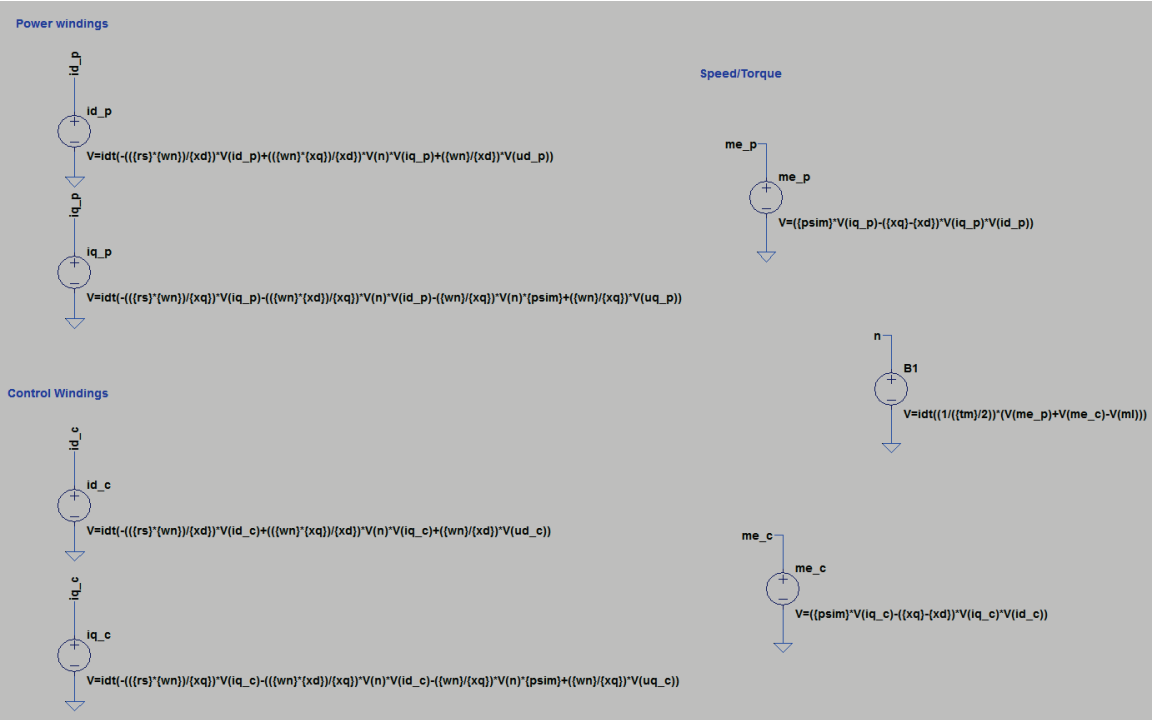 Power windings
id_p
id_p
V=idt(-(({rs}*{wn})/{xd})*V(id_p)+(({wn}*{xq})/{xd})*V(n)*V(iq_p)+({wn}/{xd})*V(ud_p))
iq_p
iq_p
V=idt(-(({rs}*{wn})/{xq})*V(iq_p)-(({wn}*{xd})/{xq})*V(n)*V(id_p)-({wn}/{xq})*V(n)*{psim}+({wn}/{xq})*V(uq_p))
Control Windings
id_c
id_c
V=idt(-(({rs}*{wn})/{xd})*V(id_c)+(({wn}*{xq})/{xd})*V(n)*V(iq_c)+({wn}/{xd})*V(ud_c))
iq_c
iq_c
V=idt(-(({rs}*{wn})/{xq})*V(iq_c)-(({wn}*{xd})/{xq})*V(n)*V(id_c)-({wn}/{xq})*V(n)*{psim}+({wn}/{xq})*V(uq_c))
Speed/Torque
me_p
me_p
V=({psim}*V(iq_p)-({xq}-{xd})*V(iq_p)*V(id_p))
n
B1
V=idt((1/({tm}/2))*(V(me_p)+V(me_c)-V(ml)))
me_c
me_c
V=({psim}*V(iq_c)-({xq}-{xd})*V(iq_c)*V(id_c))